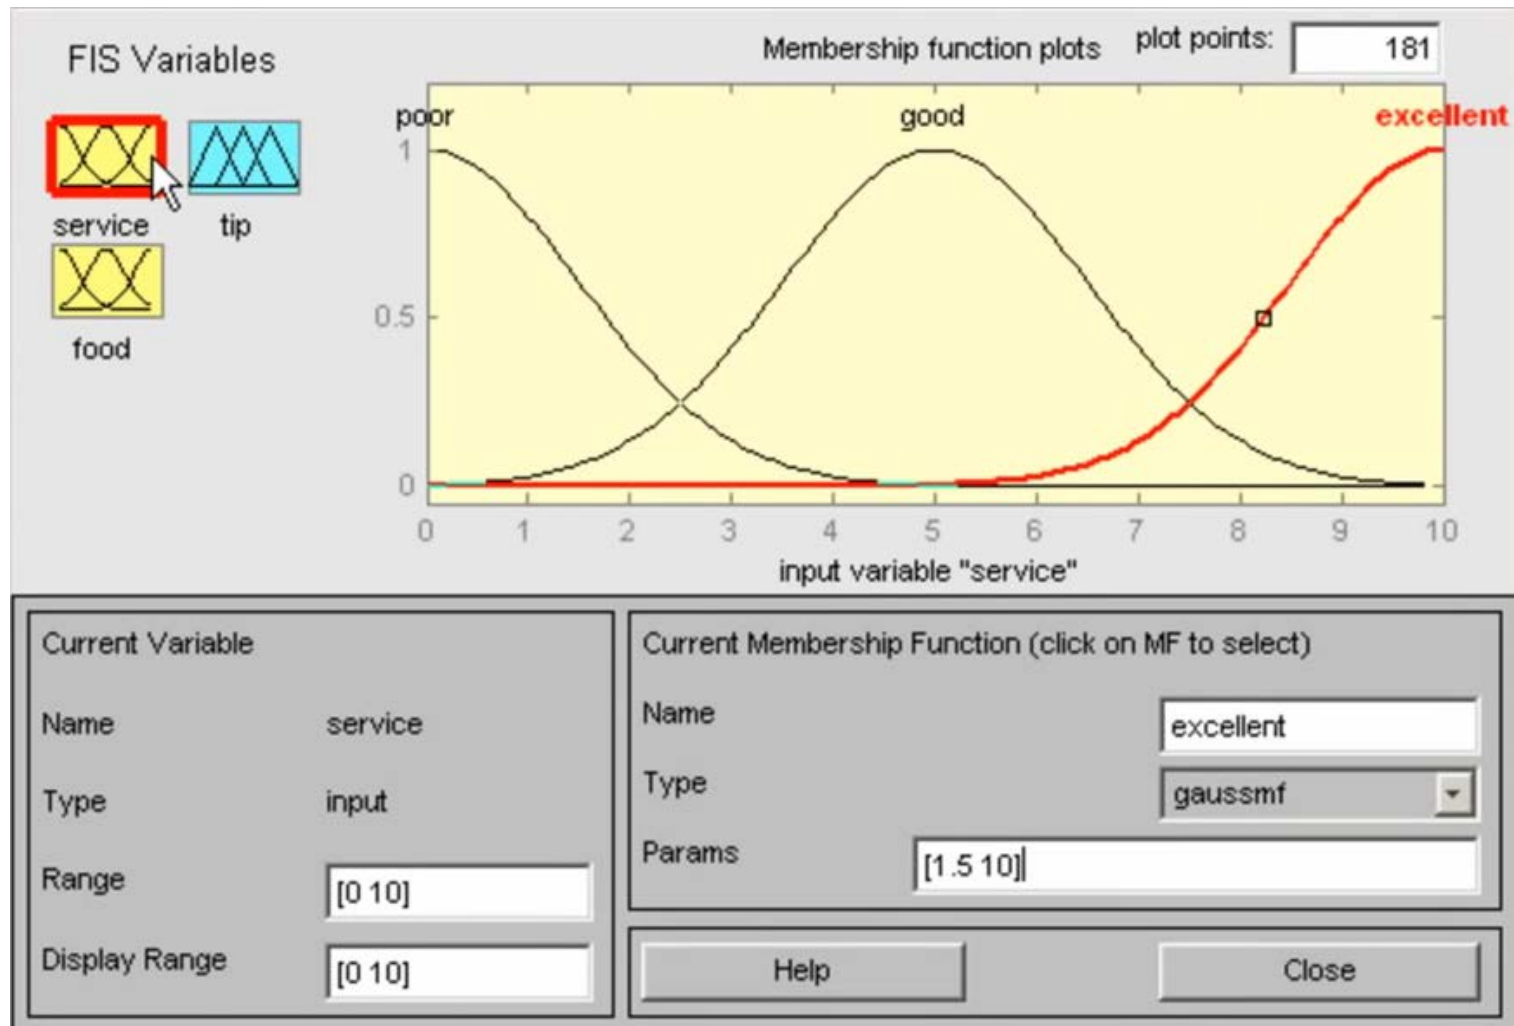 FIS Variables
Membership function plots
plot points:
181
service
tip
food
poor
good
excellent
1
0.5
0
0 1 2 3 4 5 6 7 8 9 10
input variable "service"
Current Variable
Name service
Type input
Range [0 10]
Display Range [0 10]
Current Membership Function (click on MF to select)
Name excellent
Type gaussmf
Params [1.5 10]
Help
Close